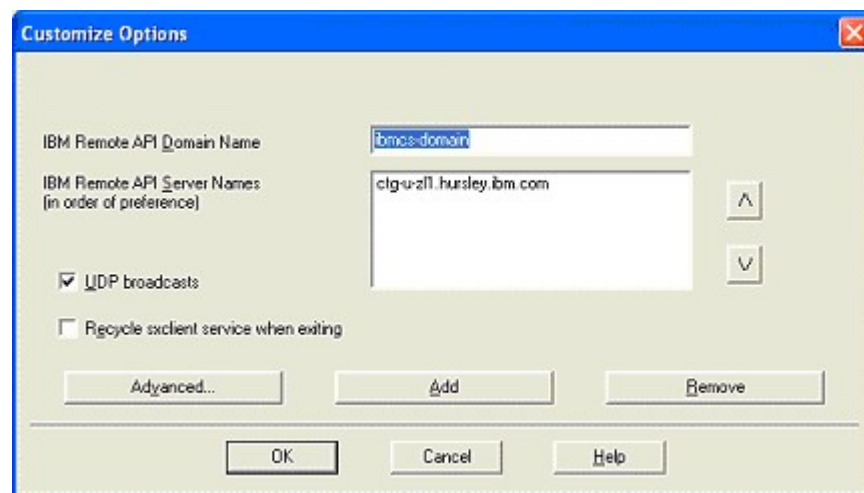 Customize Options
IBM Remote API Domain Name
ibmcs-domain
IBM Remote API Server Names
(in order of preference)
ctg-u-zl1.hursley.ibm.com
UDP broadcasts
Recycle sxclient service when exiting
Advanced...
Add
Remove
OK
Cancel
Help